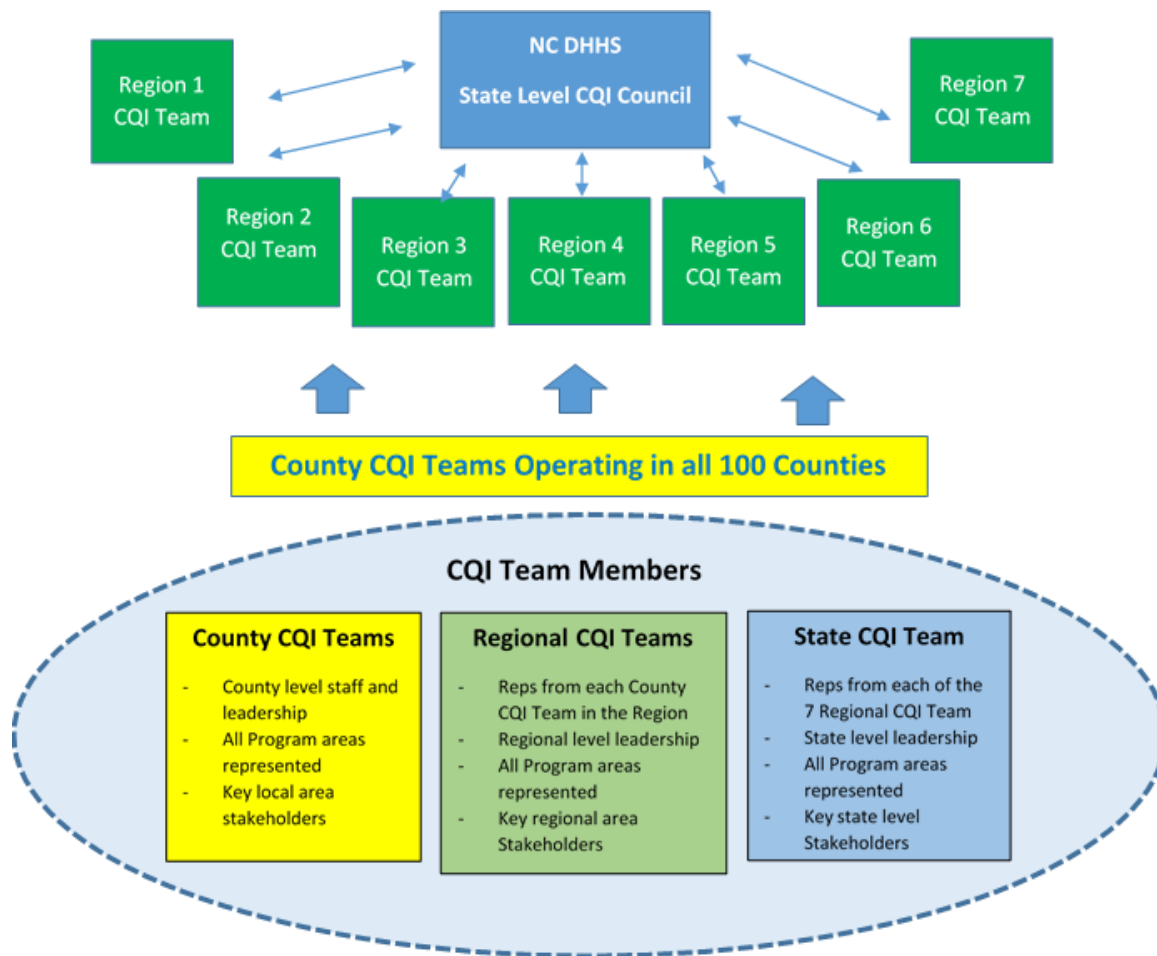 NC DHHS
State Level CQI Council
Region 1
CQI Team
Region 7
CQI Team
Region 2
CQI Team
Region 3
CQI Team
Region 4
CQI Team
Region 5
CQI Team
Region 6
CQI Team
County CQI Teams Operating in all 100 Counties
CQI Team Members
County CQI Teams
- County level staff and
leadership
- All Program areas
represented
- Key local area
stakeholders
Regional CQI Teams
- Reps from each County
CQI Team in the Region
- Regional level leadership
- All Program areas
represented
- Key regional area
Stakeholders
State CQI Team
- Reps from each of the
7 Regional CQI Team
- State level leadership
- All Program areas
represented
- Key state level
Stakeholders